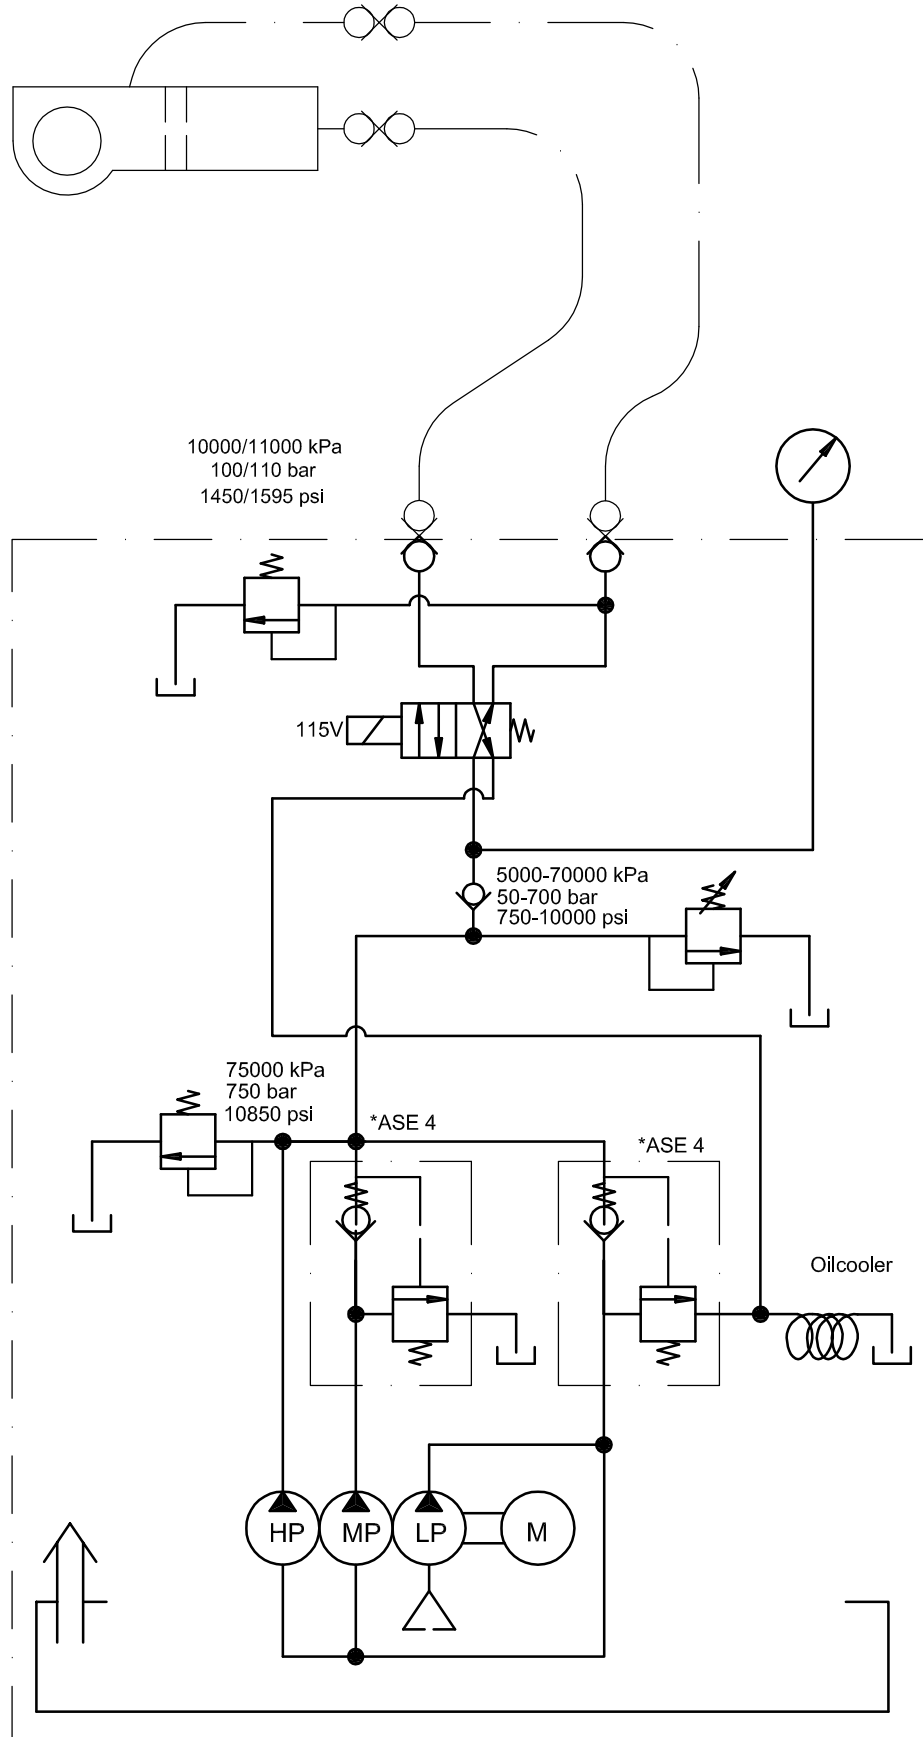 10000/11000 kPa
100/110 bar
1450/1595 psi
115V
5000-70000 kPa
50-700 bar
750-10000 psi
75000 kPa
750 bar
10850 psi
*ASE 4
*ASE 4
Oilcooler
HP
MP
LP
M